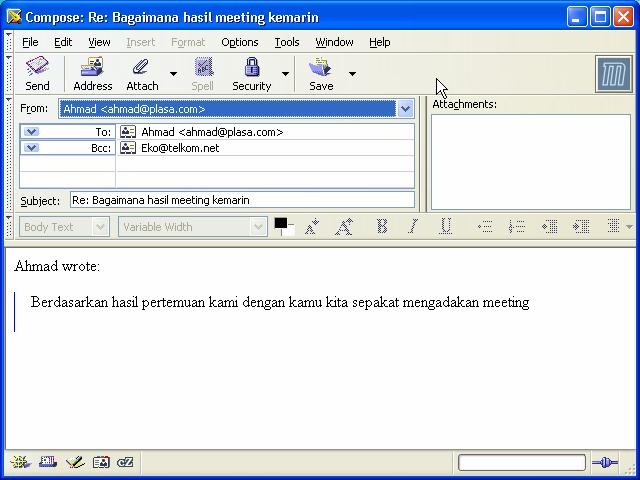 Compose: Re: Bagaimana hasil meeting kemarin
File Edit View Insert Format Options Tools Window Help
Send Address Attach Spell Security Save
From: Ahmad <ahmad@plasa.com>
Attachments:
To: Ahmad <ahmad@plasa.com>
Bcc: Eko@telkom.net
Subject: Re: Bagaimana hasil meeting kemarin
Body Text Variable Width
Ahmad wrote:
Berdasarkan hasil pertemuan kami dengan kamu kita sepakat mengadakan meeting
cZ